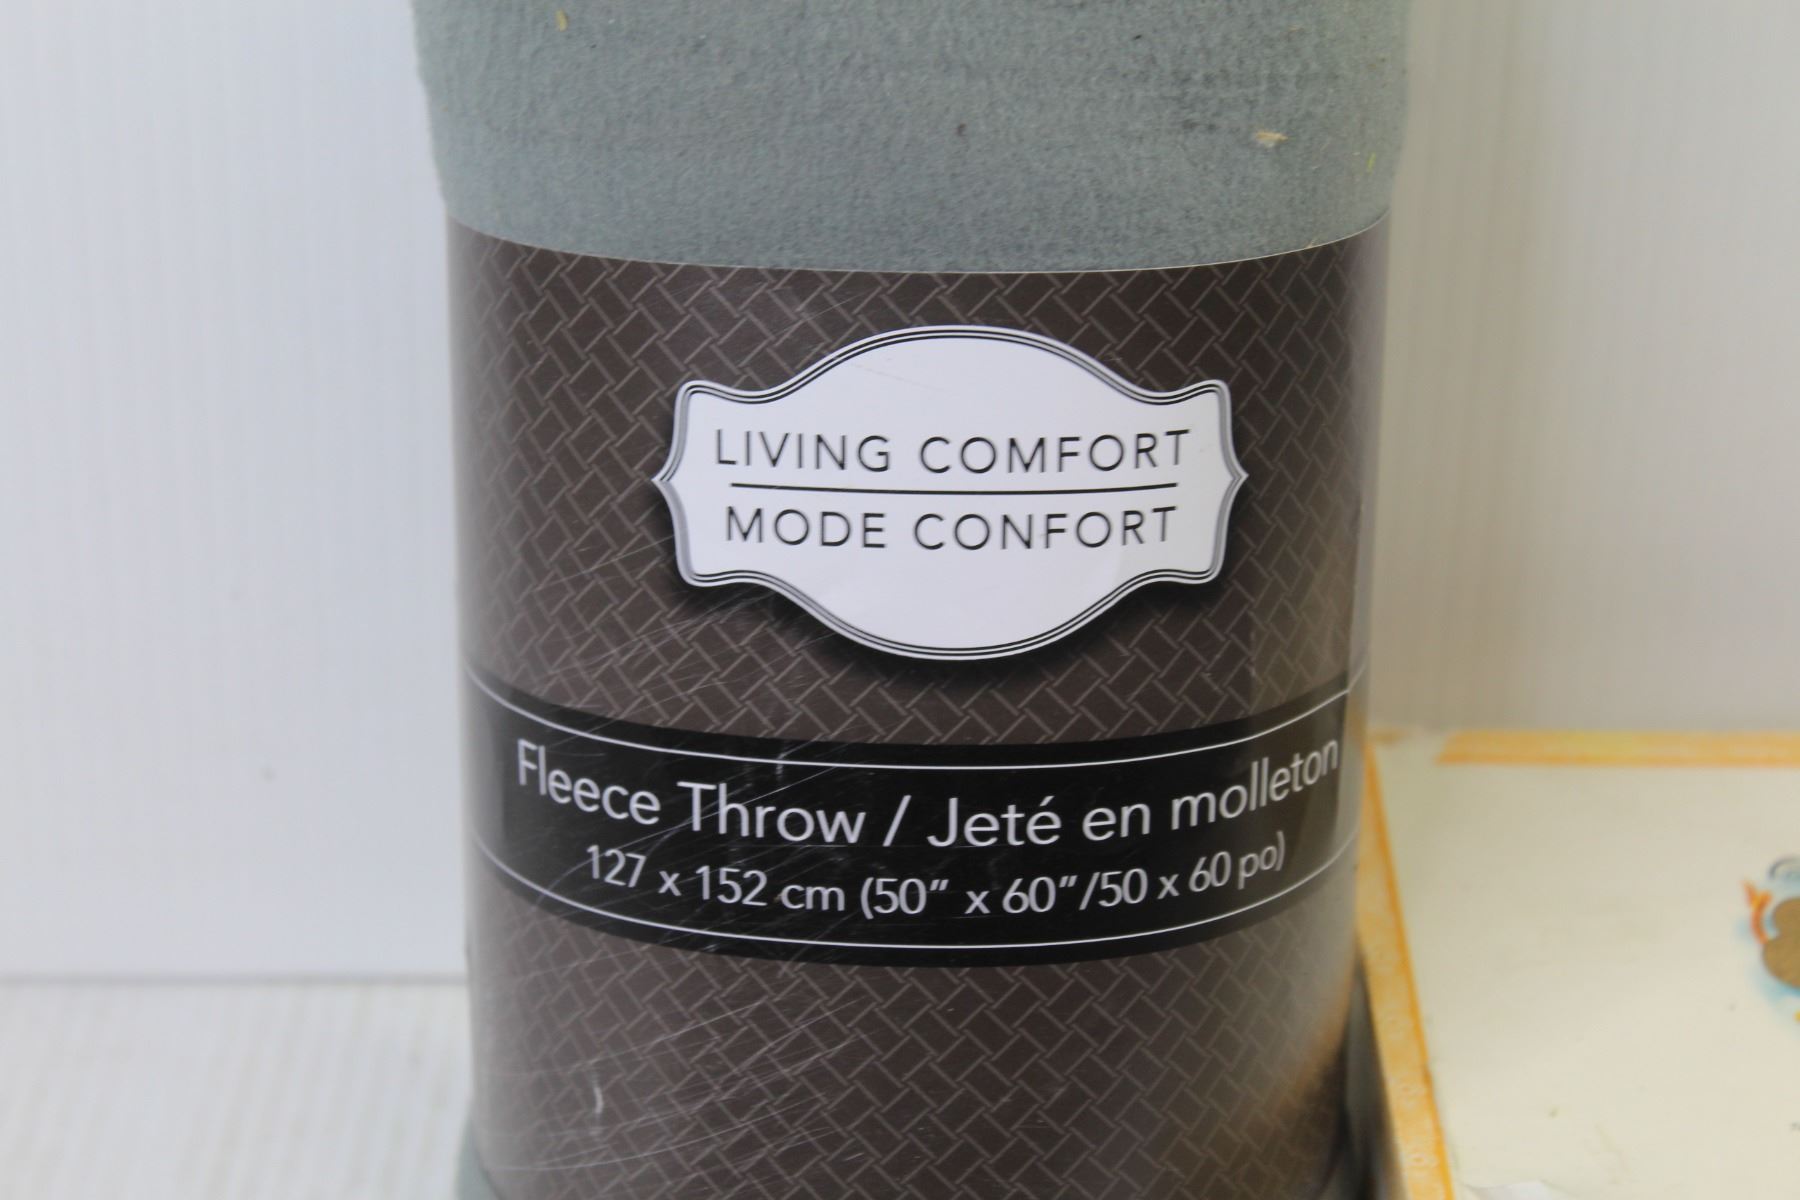 LIVING COMFORT
MODE CONFORT
Fleece Throw / Jeté en molleton
127 x 152 cm (50” x 60”/50 x 60 po)